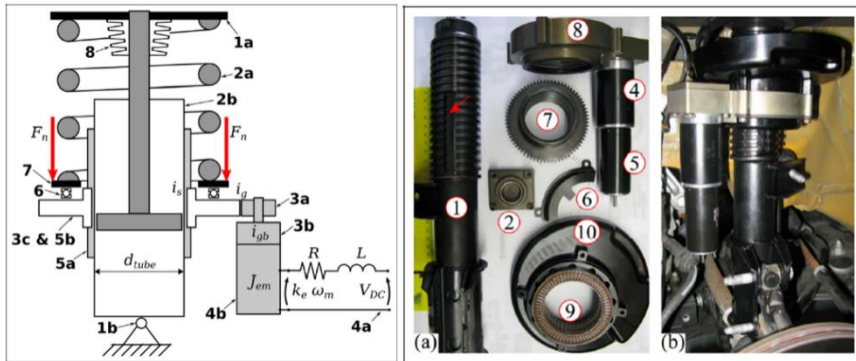 1a
8
2a
2b
F_n
F_n
7
i_s
6
i_g
3a
3c & 5b
3b
i_gb
R
L
5a
d_tube
J_em
k_e ω_m
V_DC
4b
4a
1b
8
4
7
5
6
1
2
10
9
(a)
(b)